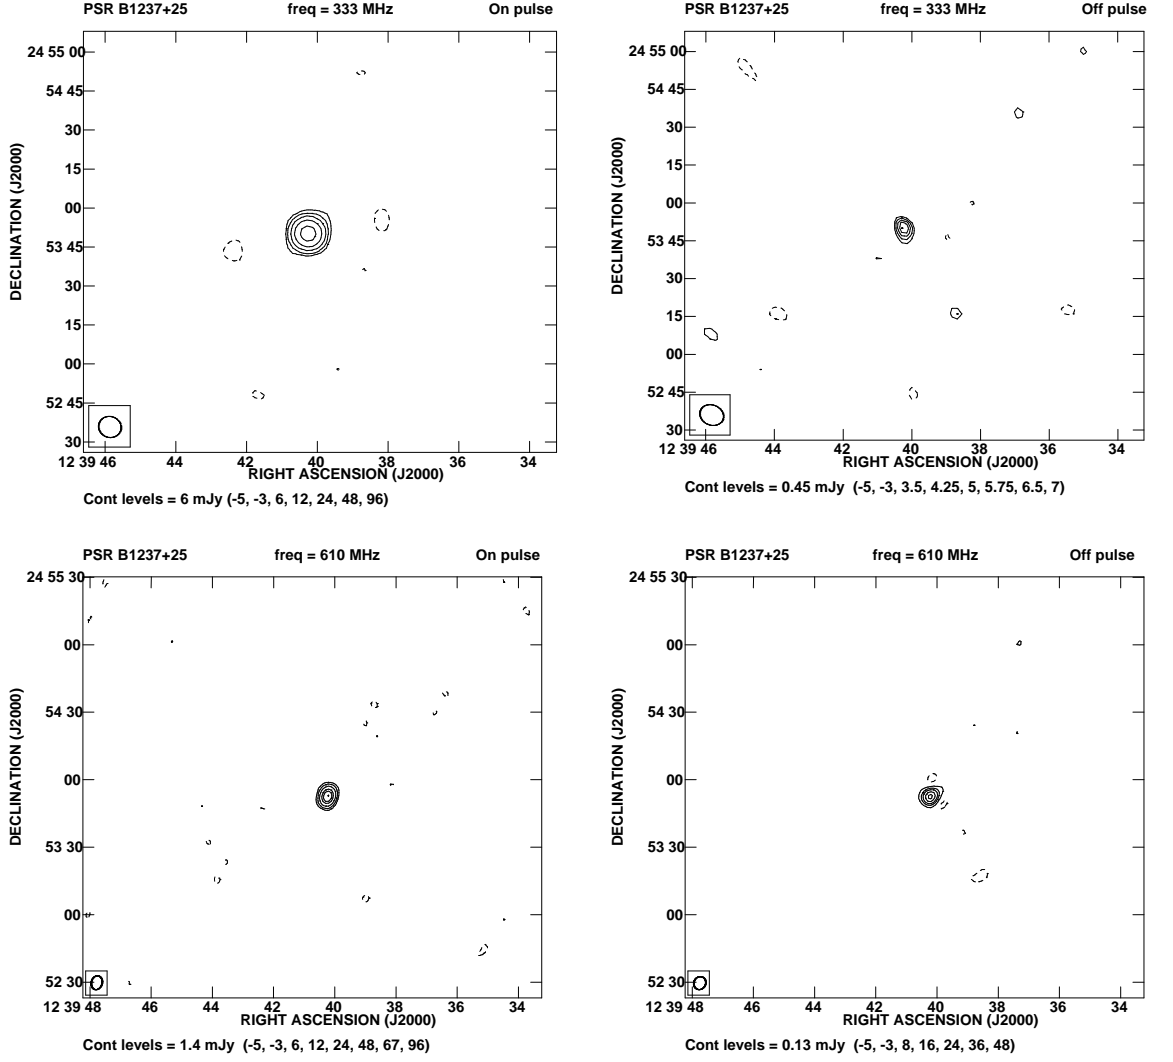 PSR B1237+25 freq = 333 MHz On pulse
24 55 00
54 45
30
15
00
53 45
30
15
00
52 45
30
DECLINATION (J2000)
12 39 46 44 42 40 38 36 34
RIGHT ASCENSION (J2000)
Cont levels = 6 mJy (-5, -3, 6, 12, 24, 48, 96)
PSR B1237+25 freq = 333 MHz Off pulse
24 55 00
54 45
30
15
00
53 45
30
15
00
52 45
30
DECLINATION (J2000)
12 39 46 44 42 40 38 36 34
RIGHT ASCENSION (J2000)
Cont levels = 0.45 mJy (-5, -3, 3.5, 4.25, 5, 5.75, 6.5, 7)
PSR B1237+25 freq = 610 MHz On pulse
24 55 30
00
54 30
00
53 30
00
52 30
DECLINATION (J2000)
12 39 48 46 44 42 40 38 36 34
RIGHT ASCENSION (J2000)
Cont levels = 1.4 mJy (-5, -3, 6, 12, 24, 48, 67, 96)
PSR B1237+25 freq = 610 MHz Off pulse
24 55 30
00
54 30
00
53 30
00
52 30
DECLINATION (J2000)
12 39 48 46 44 42 40 38 36 34
RIGHT ASCENSION (J2000)
Cont levels = 0.13 mJy (-5, -3, 8, 16, 24, 36, 48)